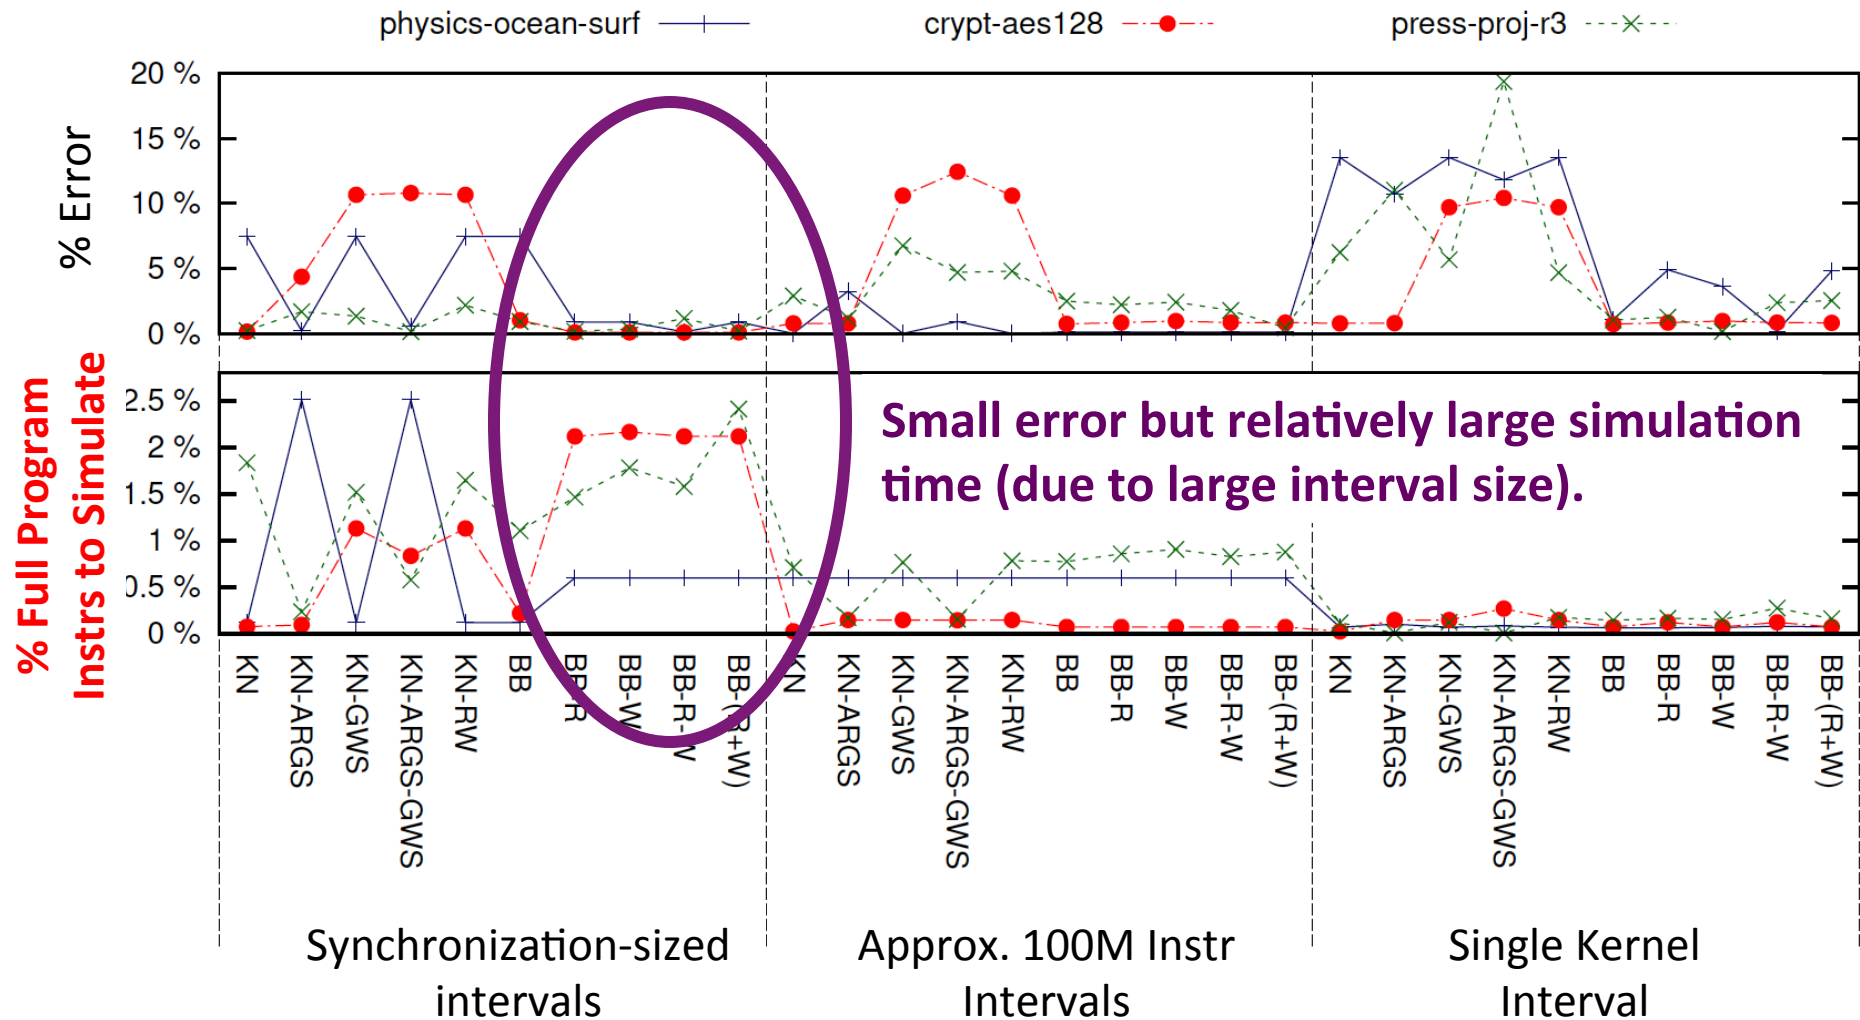 physics-ocean-surf
crypt-aes128
press-proj-r3
20 %
15 %
10 %
5 %
0 %
% Error
2.5 %
2 %
1.5 %
1 %
0.5 %
0 %
% Full Program
Instrs to Simulate
Small error but relatively large simulation
time (due to large interval size).
KN
KN-ARGS
KN-GWS
KN-ARGS-GWS
KN-RW
BB
BB-R
BB-W
BB-R-W
BB-(R+W)
KN
KN-ARGS
KN-GWS
KN-ARGS-GWS
KN-RW
BB
BB-R
BB-W
BB-R-W
BB-(R+W)
KN
KN-ARGS
KN-GWS
KN-ARGS-GWS
KN-RW
BB
BB-R
BB-W
BB-R-W
BB-(R+W)
Synchronization-sized
intervals
Approx. 100M Instr
Intervals
Single Kernel
Interval